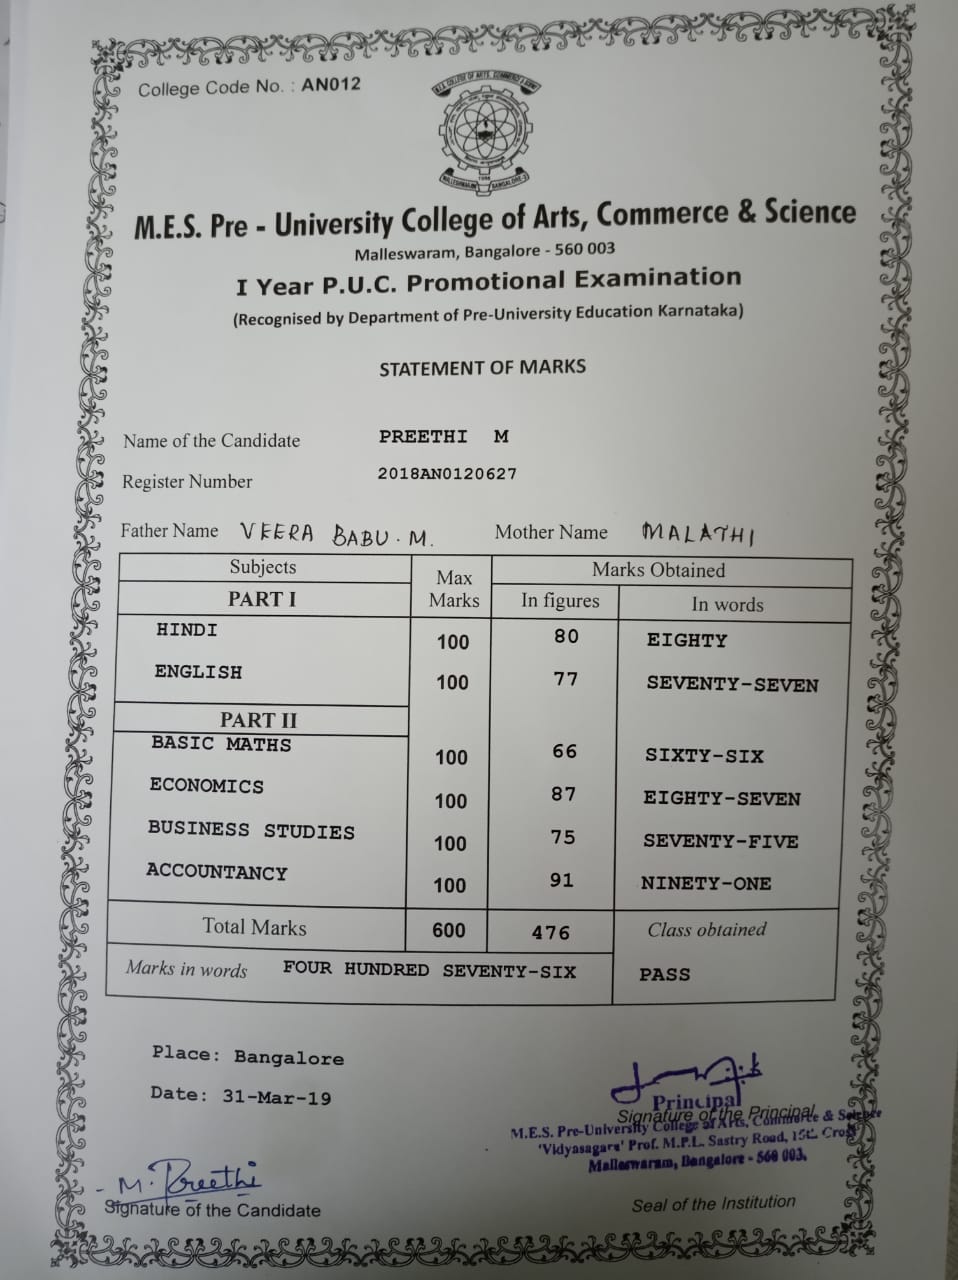 College Code No. : AN012
M.E.S. Pre - University College of Arts, Commerce & Science
Malleswaram, Bangalore - 560 003
I Year P.U.C. Promotional Examination
(Recognised by Department of Pre-University Education Karnataka)
STATEMENT OF MARKS
Name of the Candidate PREETHI M
Register Number 2018AN0120627
Father Name VEERA BABU . M. Mother Name MALATHI
Subjects Max Marks Marks Obtained
PART I In figures In words
HINDI 100 80 EIGHTY
ENGLISH 100 77 SEVENTY-SEVEN
PART II
BASIC MATHS 100 66 SIXTY-SIX
ECONOMICS 100 87 EIGHTY-SEVEN
BUSINESS STUDIES 100 75 SEVENTY-FIVE
ACCOUNTANCY 100 91 NINETY-ONE
Total Marks 600 476 Class obtained
Marks in words FOUR HUNDRED SEVENTY-SIX PASS
Place: Bangalore
Date: 31-Mar-19
Principal
Signature of the Principal
M.E.S. Pre-University College of Arts, Commerce & Science
'Vidyasagara' Prof. M.P.L. Sastry Road, 15th Cross
Malleswaram, Bangalore - 560 003.
M. Preethi
Signature of the Candidate
Seal of the Institution